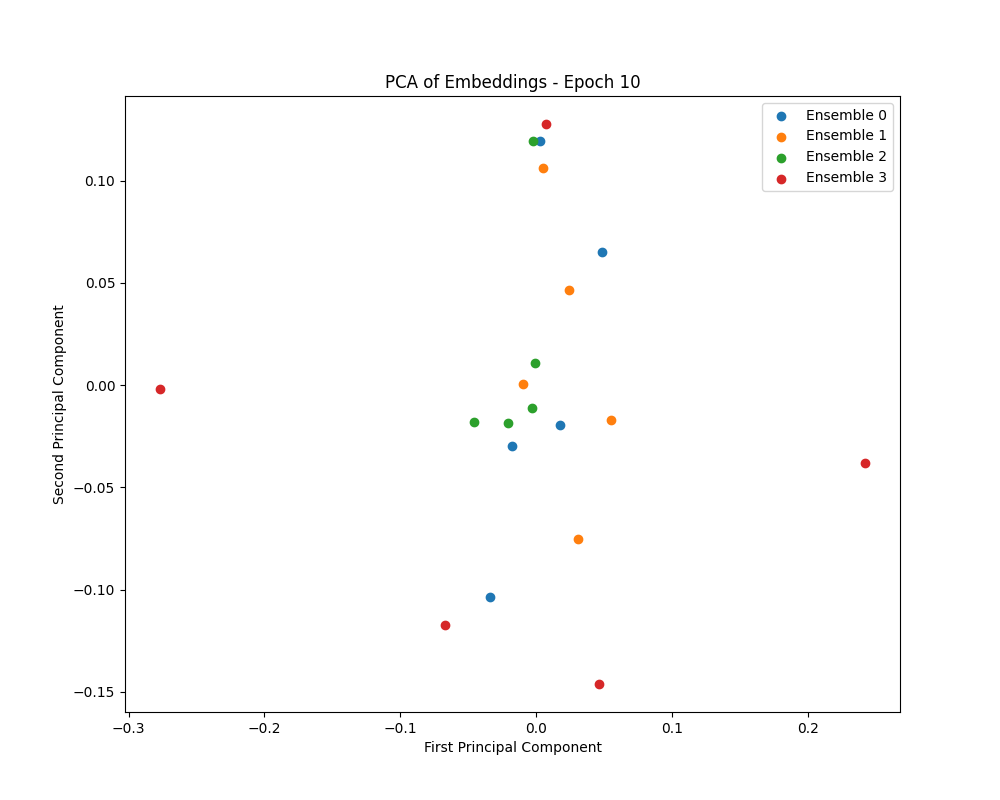 PCA of Embeddings - Epoch 10
Ensemble 0
Ensemble 1
Ensemble 2
Ensemble 3
0.10
0.05
0.00
−0.05
−0.10
−0.15
Second Principal Component
−0.3
−0.2
−0.1
0.0
0.1
0.2
First Principal Component